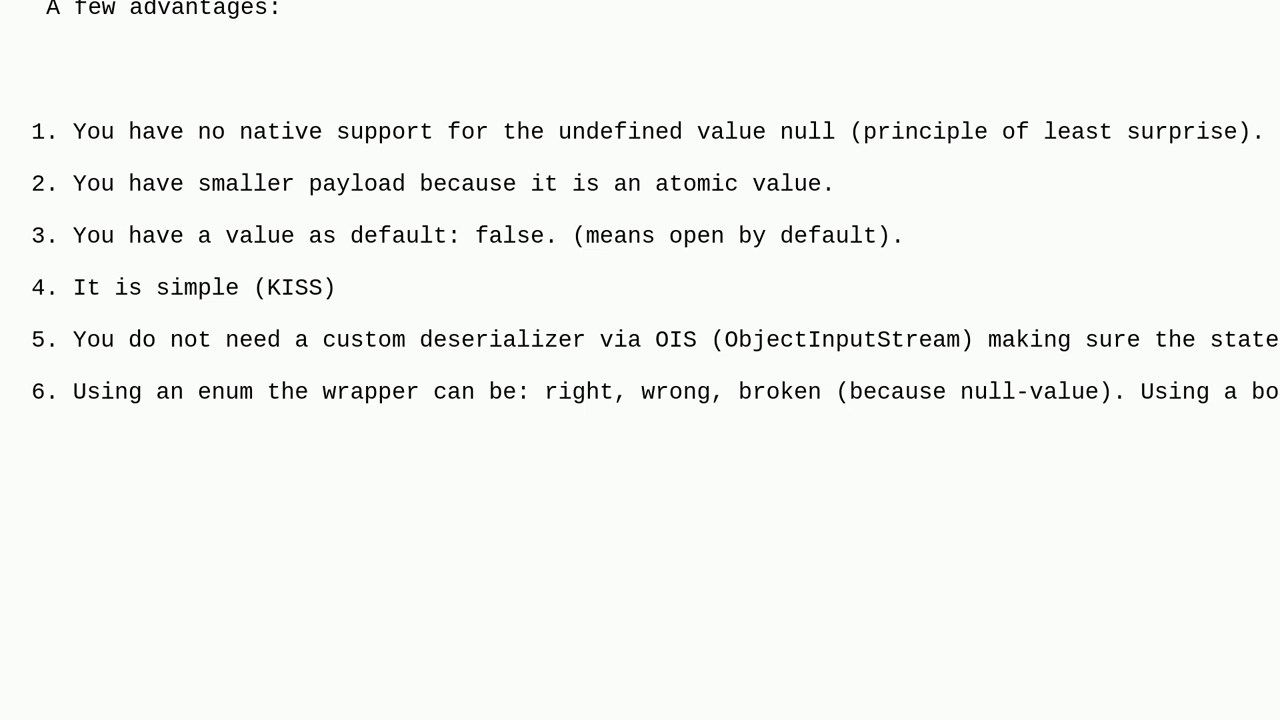 A few advantages:
1. You have no native support for the undefined value null (principle of least surprise).
2. You have smaller payload because it is an atomic value.
3. You have a value as default: false. (means open by default).
4. It is simple (KISS)
5. You do not need a custom deserializer via OIS (ObjectInputStream) making sure the state
6. Using an enum the wrapper can be: right, wrong, broken (because null-value). Using a bo